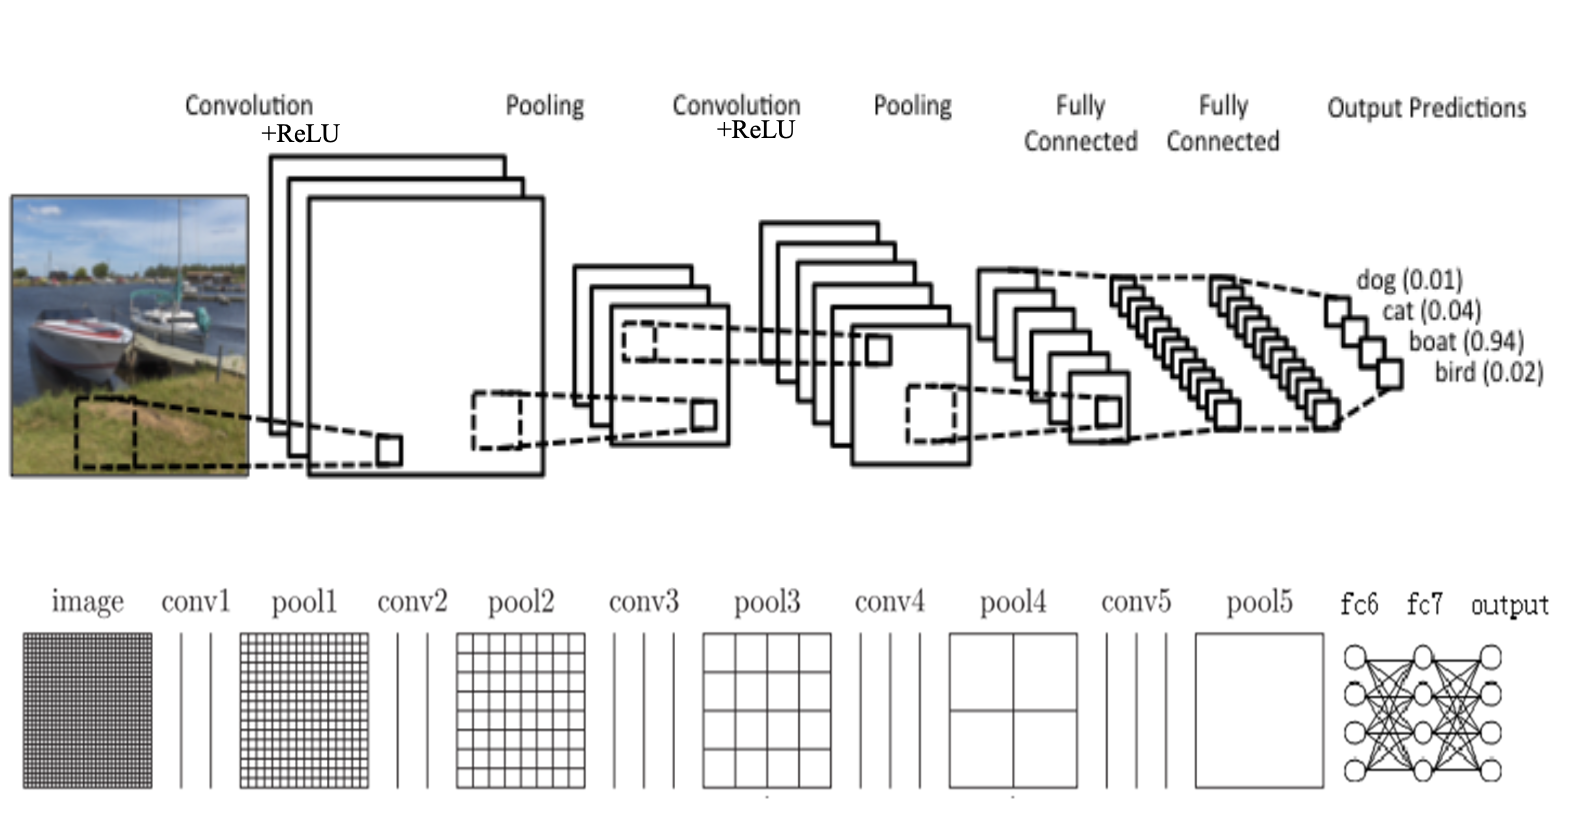 Convolution
+ReLU
Pooling
Convolution
+ReLU
Pooling
Fully
Connected
Fully
Connected
Output Predictions
dog (0.01)
cat (0.04)
boat (0.94)
bird (0.02)
image conv1 pool1 conv2 pool2 conv3 pool3 conv4 pool4 conv5 pool5 fc6 fc7 output